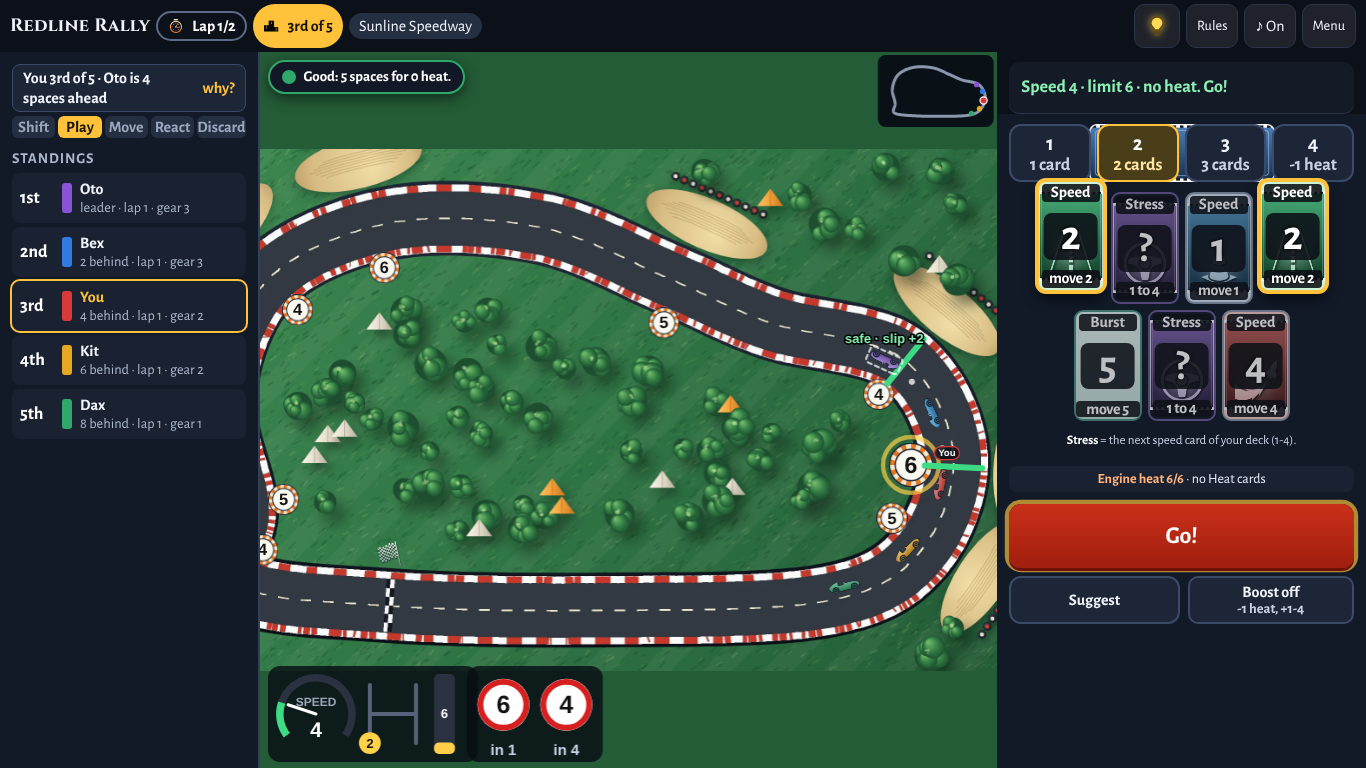 REDLINE RALLY
Lap 1/2
3rd of 5
Sunline Speedway
Rules
♪ On
Menu
You 3rd of 5 · Oto is 4 spaces ahead
why?
Shift
Play
Move
React
Discard
STANDINGS
1st
Oto
leader · lap 1 · gear 3
2nd
Bex
2 behind · lap 1 · gear 3
3rd
You
4 behind · lap 1 · gear 2
4th
Kit
6 behind · lap 1 · gear 2
5th
Dax
8 behind · lap 1 · gear 1
Good: 5 spaces for 0 heat.
6
4
5
safe · slip +2
4
You
6
5
5
4
SPEED
4
2
6
6
in 1
4
in 4
Speed 4 · limit 6 · no heat. Go!
1
1 card
2
2 cards
3
3 cards
4
-1 heat
Speed
2
move 2
Stress
?
1 to 4
Speed
1
move 1
Speed
2
move 2
Burst
5
move 5
Stress
?
1 to 4
Speed
4
move 4
Stress = the next speed card of your deck (1-4).
Engine heat 6/6 · no Heat cards
Go!
Suggest
Boost off
-1 heat, +1-4